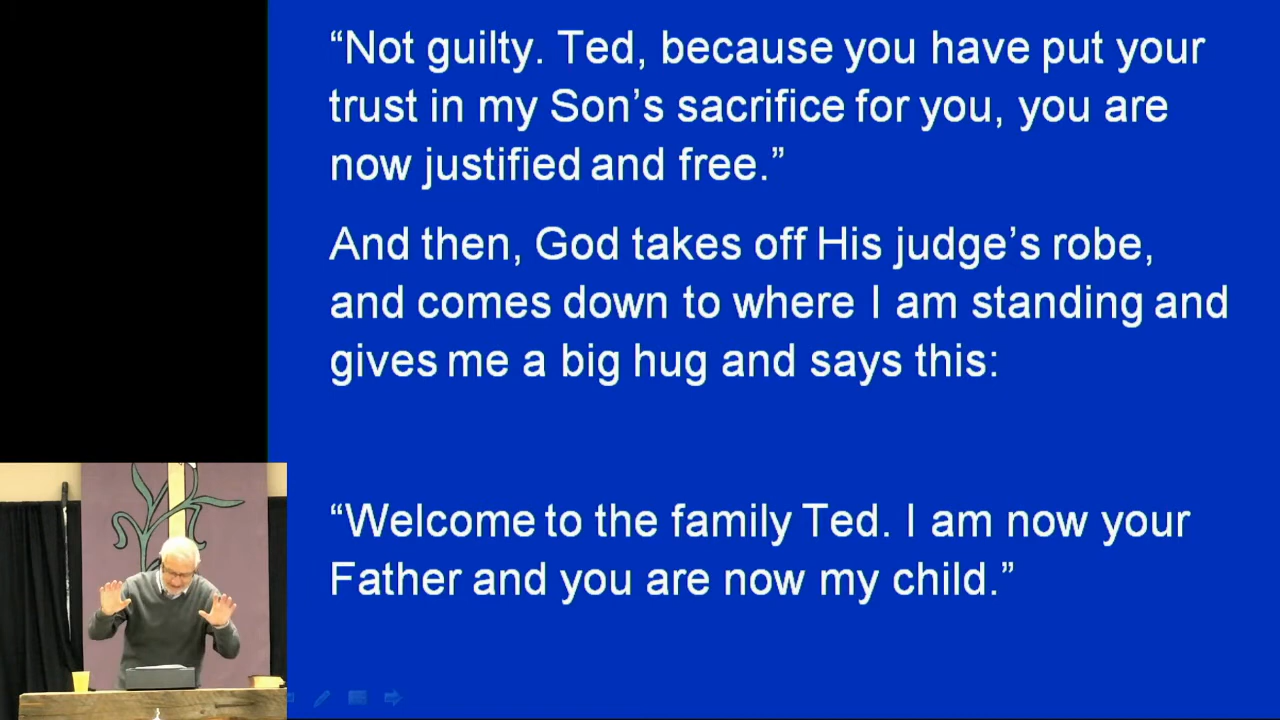 “Not guilty. Ted, because you have put your
trust in my Son’s sacrifice for you, you are
now justified and free.”
And then, God takes off His judge’s robe,
and comes down to where I am standing and
gives me a big hug and says this:
“Welcome to the family Ted. I am now your
Father and you are now my child.”